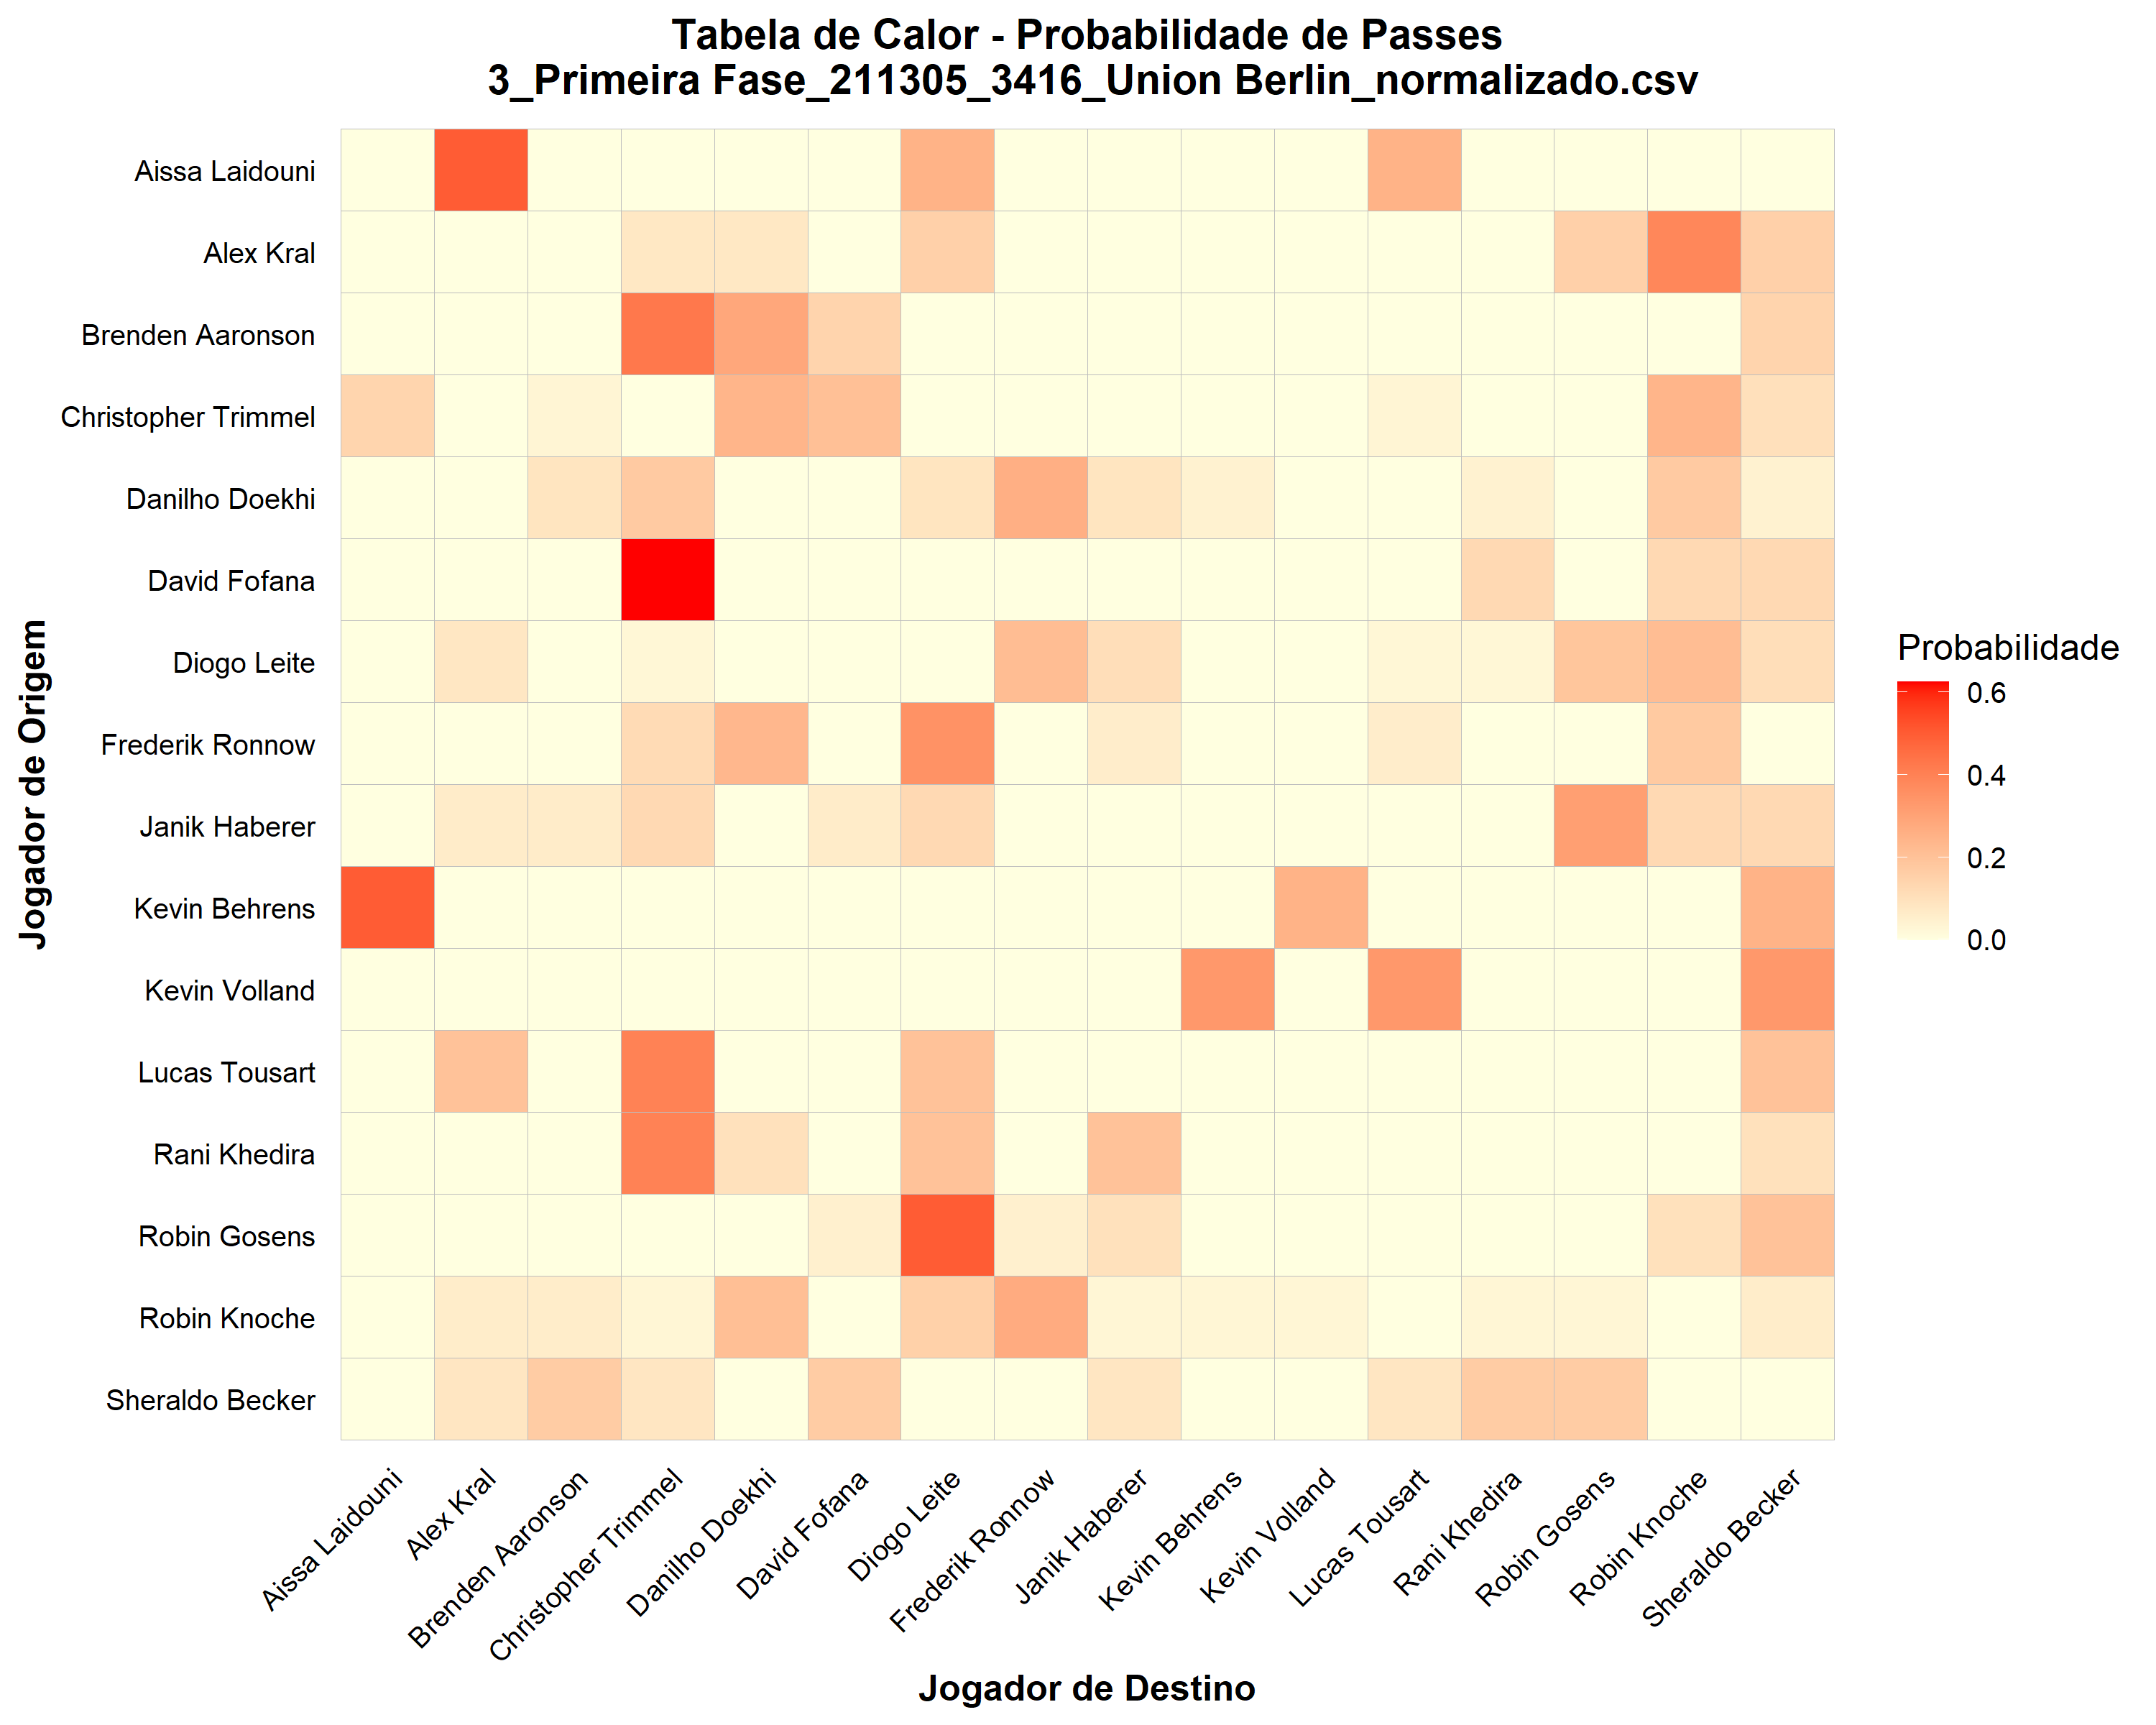 Tabela de Calor - Probabilidade de Passes
3_Primeira Fase_211305_3416_Union Berlin_normalizado.csv
Jogador de Origem
Aissa Laidouni
Alex Kral
Brenden Aaronson
Christopher Trimmel
Danilho Doekhi
David Fofana
Diogo Leite
Frederik Ronnow
Janik Haberer
Kevin Behrens
Kevin Volland
Lucas Tousart
Rani Khedira
Robin Gosens
Robin Knoche
Sheraldo Becker
Probabilidade
0.6
0.4
0.2
0.0
Aissa Laidouni
Alex Kral
Brenden Aaronson
Christopher Trimmel
Danilho Doekhi
David Fofana
Diogo Leite
Frederik Ronnow
Janik Haberer
Kevin Behrens
Kevin Volland
Lucas Tousart
Rani Khedira
Robin Gosens
Robin Knoche
Sheraldo Becker
Jogador de Destino